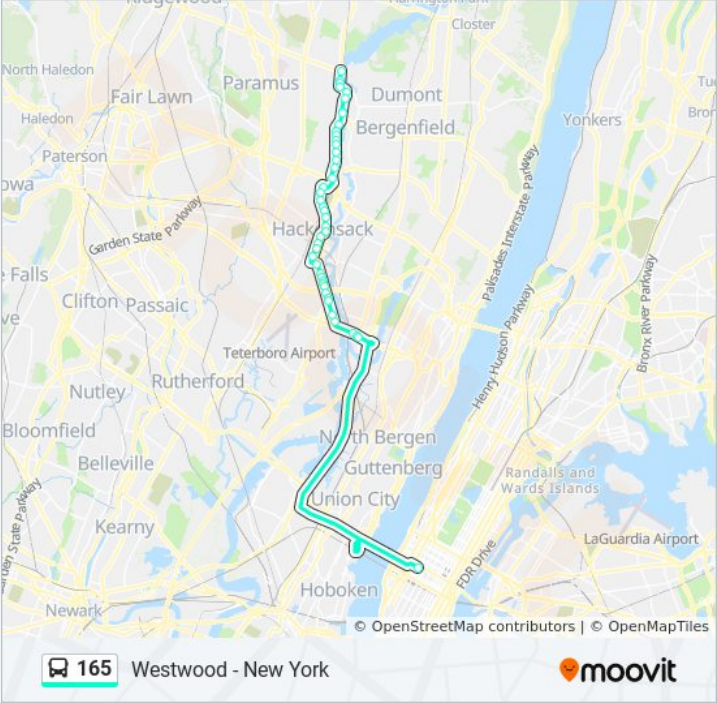 Ridgewood
Harrington Park
Closter
North Haledon
Paramus
Dumont
Fair Lawn
Haledon
Bergenfield
Yonkers
Paterson
Hackensack
Garden State Parkway
Palisades Interstate Parkway
Falls
Clifton
Passaic
Henry Hudson Parkway
Bronx River Parkway
Teterboro Airport
Rutherford
Nutley
Bloomfield
North Bergen
Belleville
Guttenberg
Randalls and
Wards Islands
Union City
Kearny
LaGuardia Airport
FDR Drive
Hoboken
Newark
© OpenStreetMap contributors | © OpenMapTiles
165 Westwood - New York
moovit